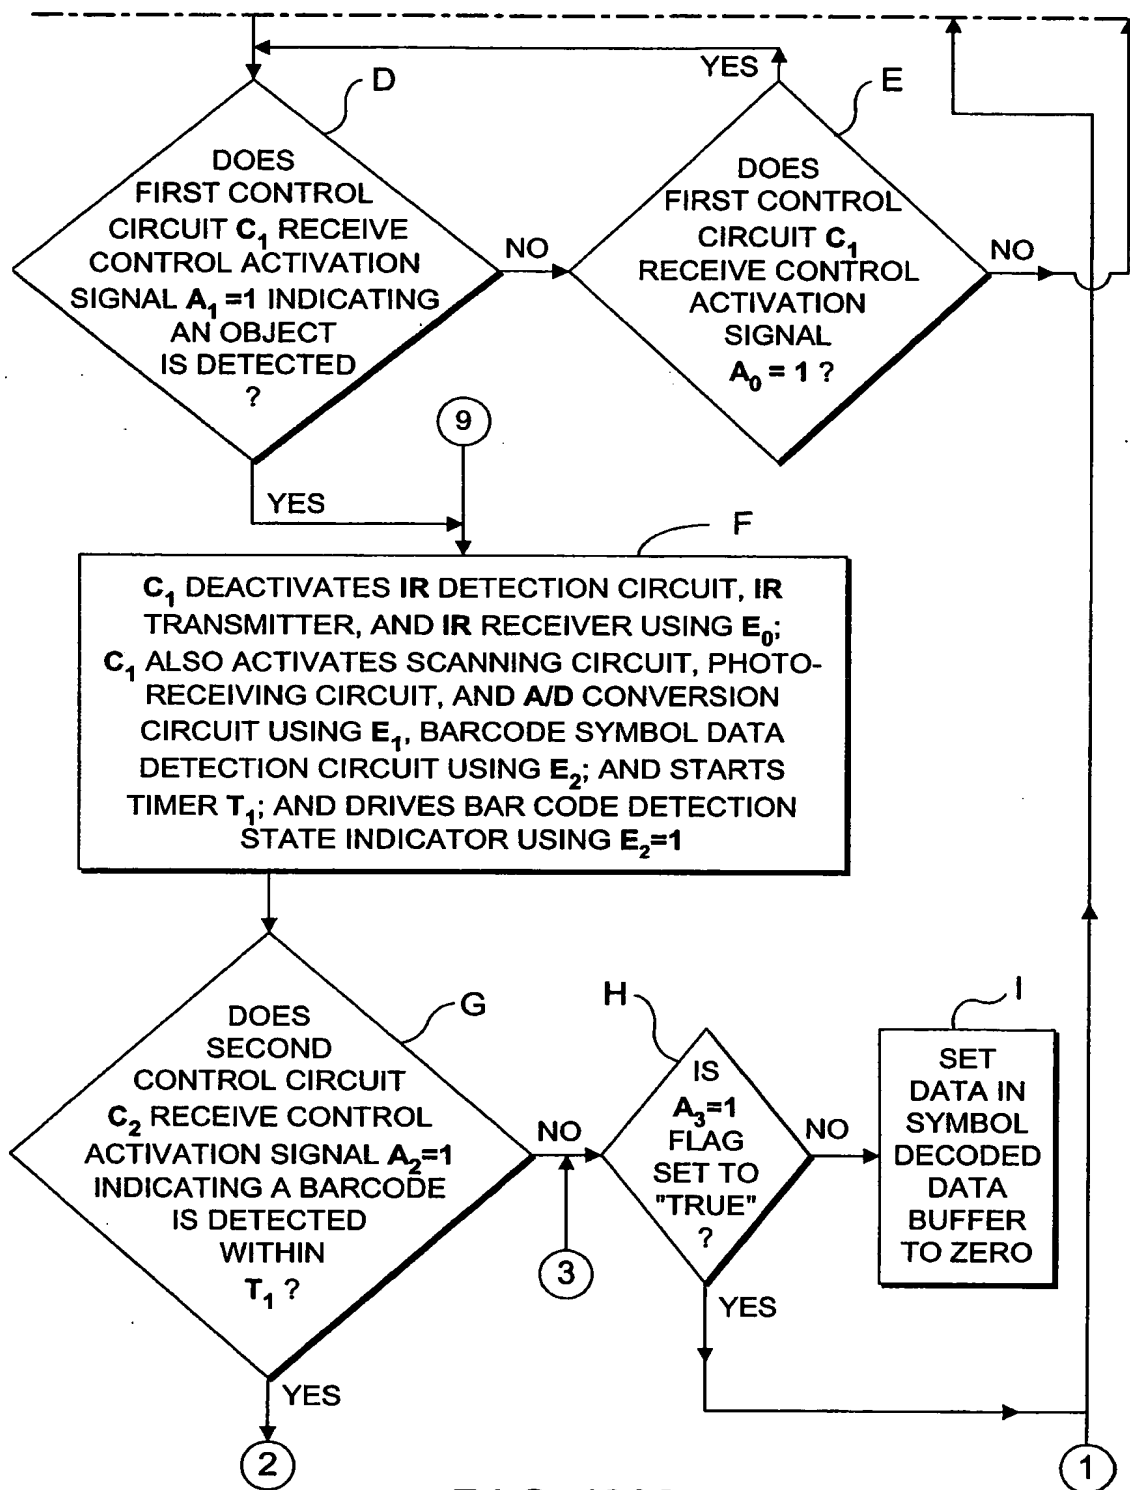 YES
D
E
DOES
FIRST CONTROL
CIRCUIT C1 RECEIVE
CONTROL ACTIVATION
SIGNAL A1 =1 INDICATING
AN OBJECT
IS DETECTED
?
NO
DOES
FIRST CONTROL
CIRCUIT C1
RECEIVE CONTROL
ACTIVATION
SIGNAL
A0 = 1 ?
NO
9
YES
F
C1 DEACTIVATES IR DETECTION CIRCUIT, IR
TRANSMITTER, AND IR RECEIVER USING E0;
C1 ALSO ACTIVATES SCANNING CIRCUIT, PHOTO-
RECEIVING CIRCUIT, AND A/D CONVERSION
CIRCUIT USING E1, BARCODE SYMBOL DATA
DETECTION CIRCUIT USING E2; AND STARTS
TIMER T1; AND DRIVES BAR CODE DETECTION
STATE INDICATOR USING E2=1
G
DOES
SECOND
CONTROL CIRCUIT
C2 RECEIVE CONTROL
ACTIVATION SIGNAL A2=1
INDICATING A BARCODE
IS DETECTED
WITHIN
T1 ?
NO
3
H
IS
A3=1
FLAG
SET TO
"TRUE"
?
NO
I
SET
DATA IN
SYMBOL
DECODED
DATA
BUFFER
TO ZERO
YES
YES
2
1